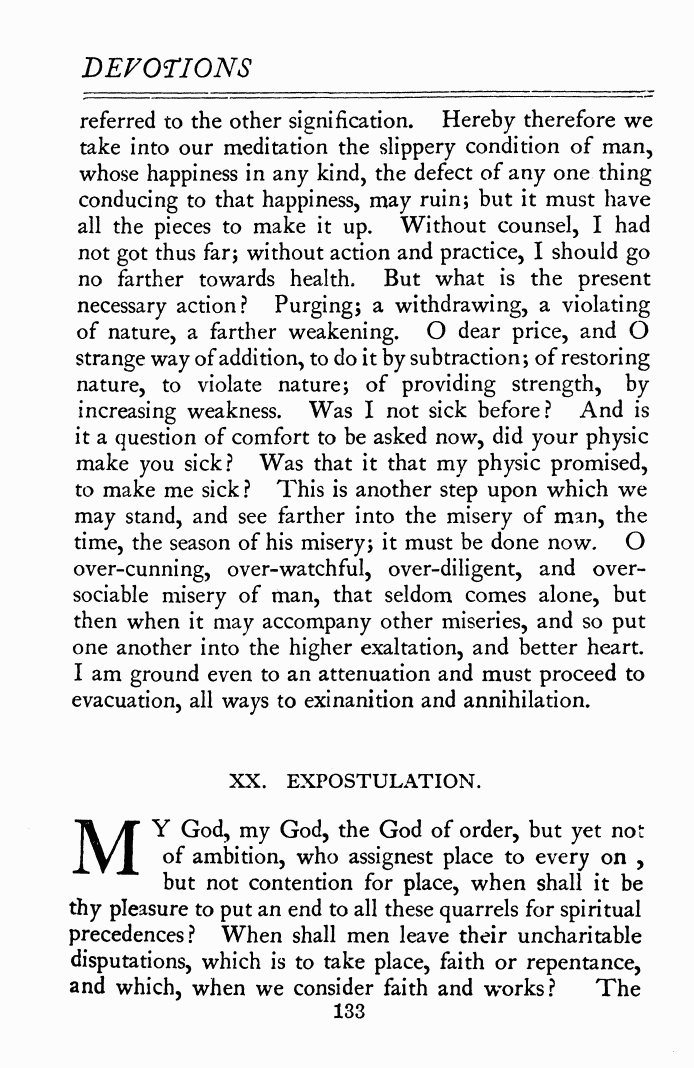 DEVOTIONS
referred to the other signification. Hereby therefore we
take into our meditation the slippery condition of man,
whose happiness in any kind, the defect of any one thing
conducing to that happiness, may ruin; but it must have
all the pieces to make it up. Without counsel, I had
not got thus far; without action and practice, I should go
no farther towards health. But what is the present
necessary action? Purging; a withdrawing, a violating
of nature, a farther weakening. O dear price, and O
strange way of addition, to do it by subtraction; of restoring
nature, to violate nature; of providing strength, by
increasing weakness. Was I not sick before? And is
it a question of comfort to be asked now, did your physic
make you sick? Was that it that my physic promised,
to make me sick? This is another step upon which we
may stand, and see farther into the misery of man, the
time, the season of his misery; it must be done now. O
over-cunning, over-watchful, over-diligent, and over-
sociable misery of man, that seldom comes alone, but
then when it may accompany other miseries, and so put
one another into the higher exaltation, and better heart.
I am ground even to an attenuation and must proceed to
evacuation, all ways to exinanition and annihilation.
XX. EXPOSTULATION.
MY God, my God, the God of order, but yet not
of ambition, who assignest place to every on ,
but not contention for place, when shall it be
thy pleasure to put an end to all these quarrels for spiritual
precedences? When shall men leave their uncharitable
disputations, which is to take place, faith or repentance,
and which, when we consider faith and works? The
133